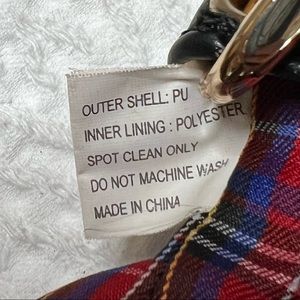 OUTER SHELL: PU
INNER LINING : POLYESTER
SPOT CLEAN ONLY
DO NOT MACHINE WASH
MADE IN CHINA